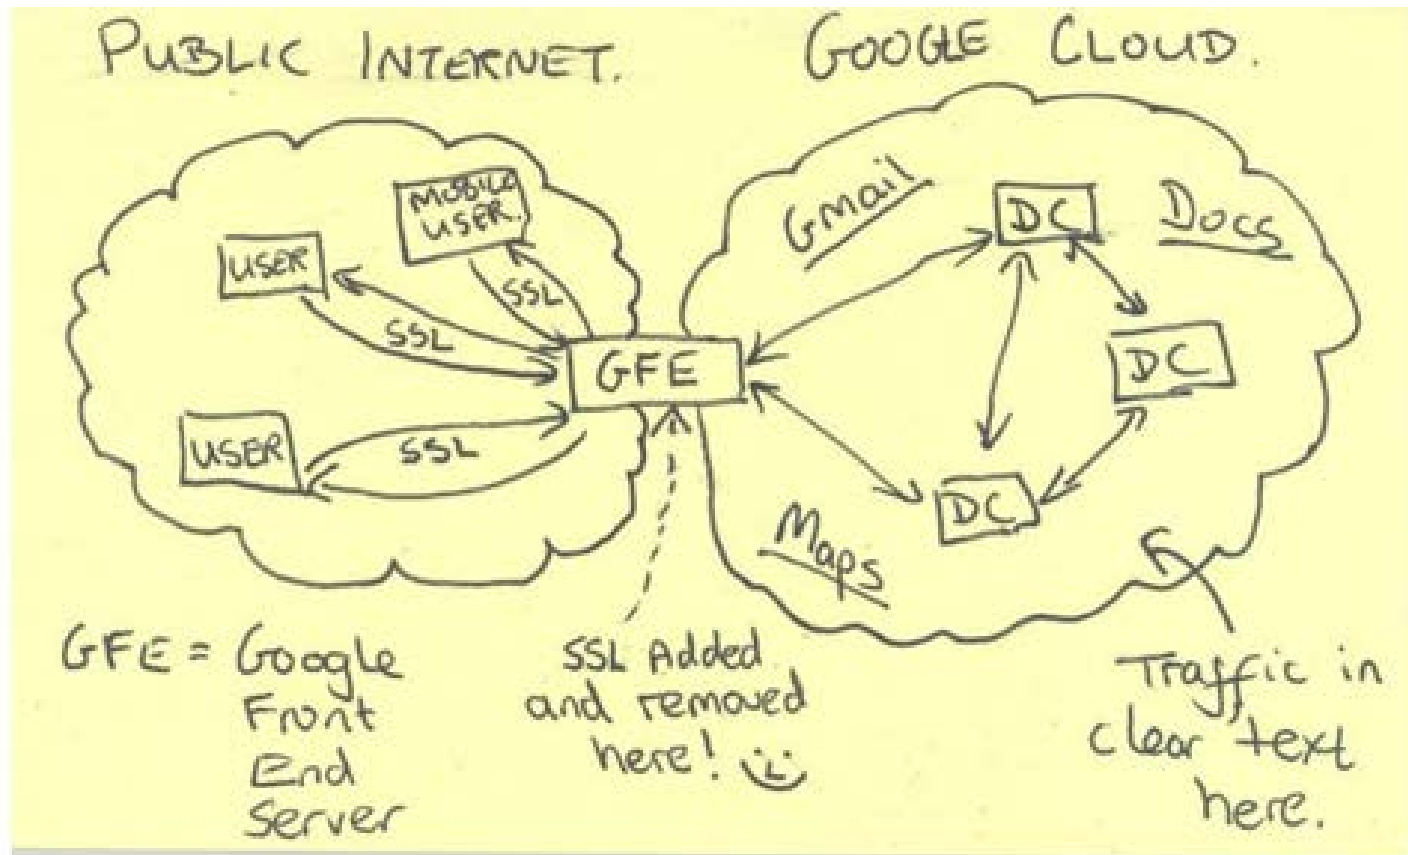 PUBLIC INTERNET.
GOOGLE CLOUD.
MOBILE
USER.
USER
SSL
SSL
USER
SSL
GFE
Gmail
DC
Docs
DC
DC
Maps
GFE = Google
Front
End
Server
SSL Added
and removed
here!
Traffic in
clear text
here.